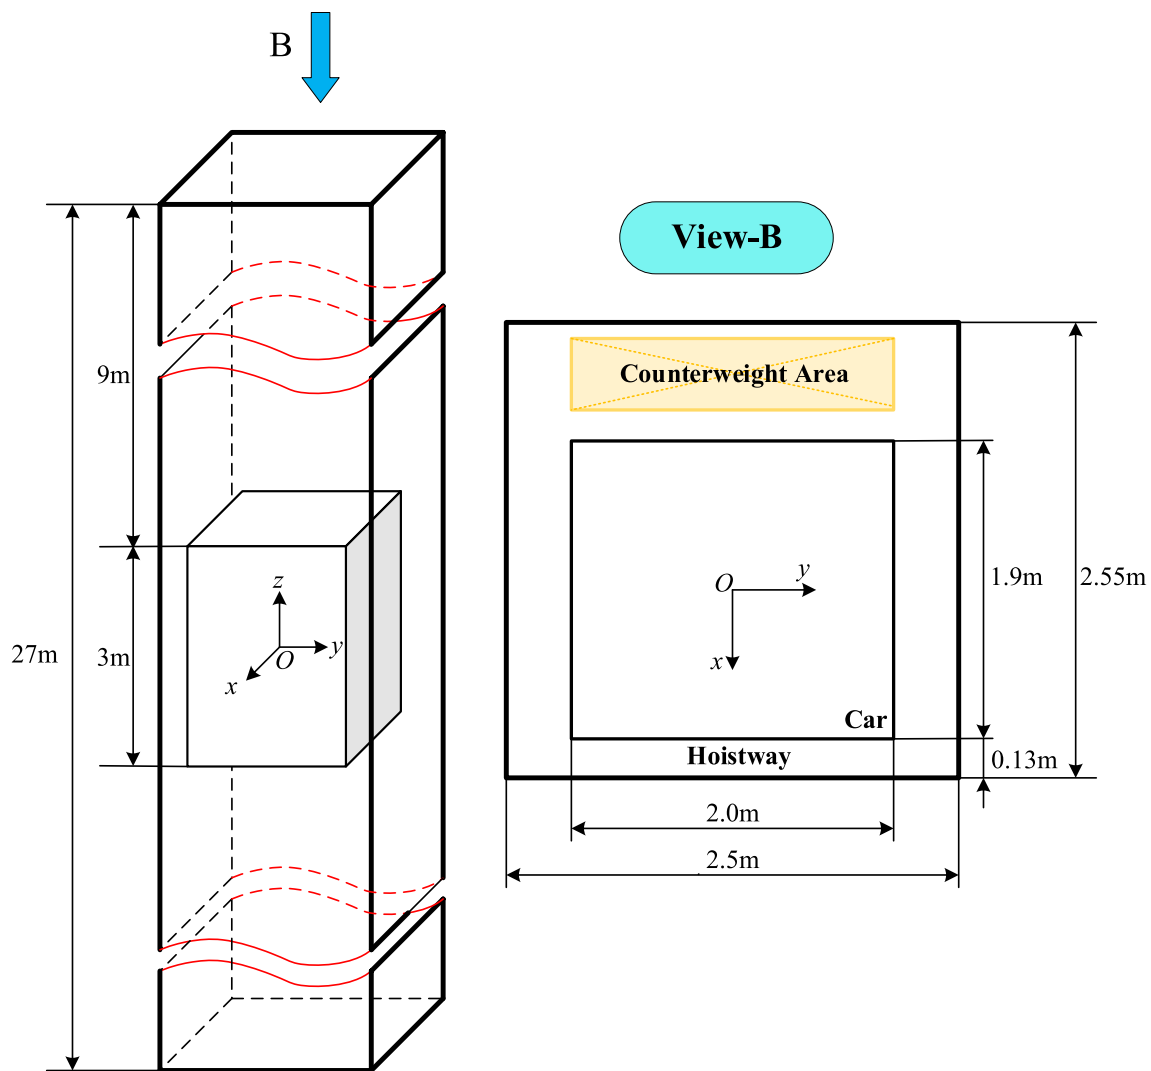 B
View-B
9m
27m
3m
z
y
O
x
Counterweight Area
O
y
x
Car
Hoistway
1.9m
2.55m
0.13m
2.0m
2.5m